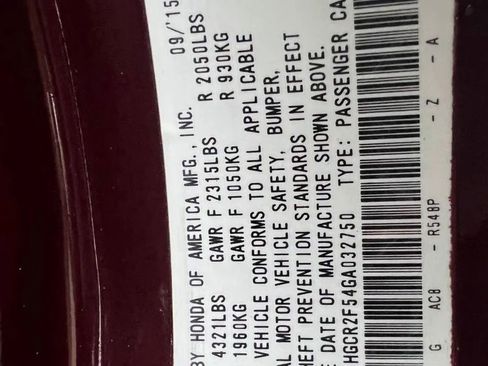 BY HONDA OF AMERICA MFG., INC. 09/'15
4321LBS GAWR F 2315LBS R 2050LBS
1960KG GAWR F 1050KG R 930KG
VEHICLE CONFORMS TO ALL APPLICABLE
AL MOTOR VEHICLE SAFETY, BUMPER,
HEFT PREVENTION STANDARDS IN EFFECT
E DATE OF MANUFACTURE SHOWN ABOVE.
HGCR2F54GA032750 TYPE: PASSENGER CA
G AC8 - R548P - Z - A